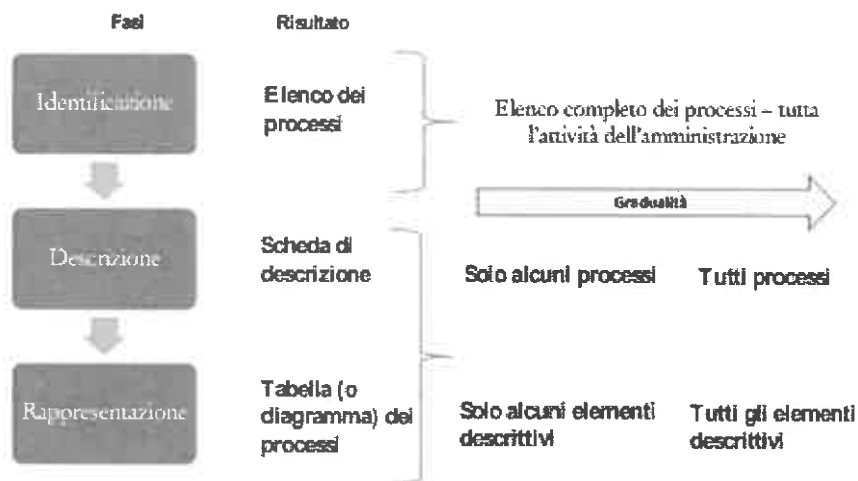 Fasi
Risultato
Identificazione
Elenco dei
processi
Elenco completo dei processi – tutta
l'attività dell'amministrazione
Gradualità
Descrizione
Scheda di
descrizione
Solo alcuni processi
Tutti processi
Rappresentazione
Tabella (o
diagramma) dei
processi
Solo alcuni elementi
descrittivi
Tutti gli elementi
descrittivi